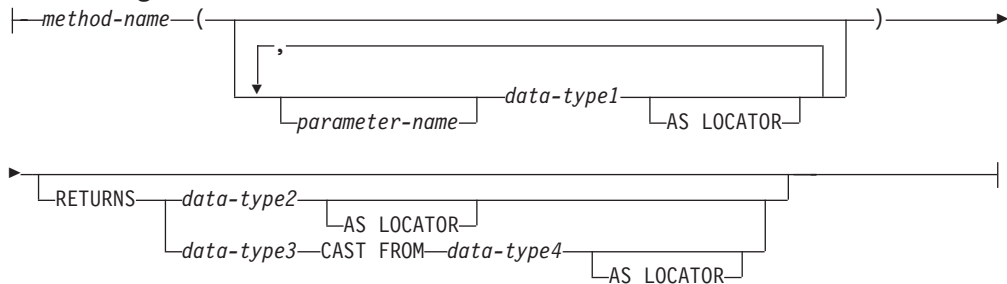 method-name ( )
,
parameter-name data-type1 AS LOCATOR
RETURNS data-type2 AS LOCATOR
data-type3 CAST FROM data-type4 AS LOCATOR